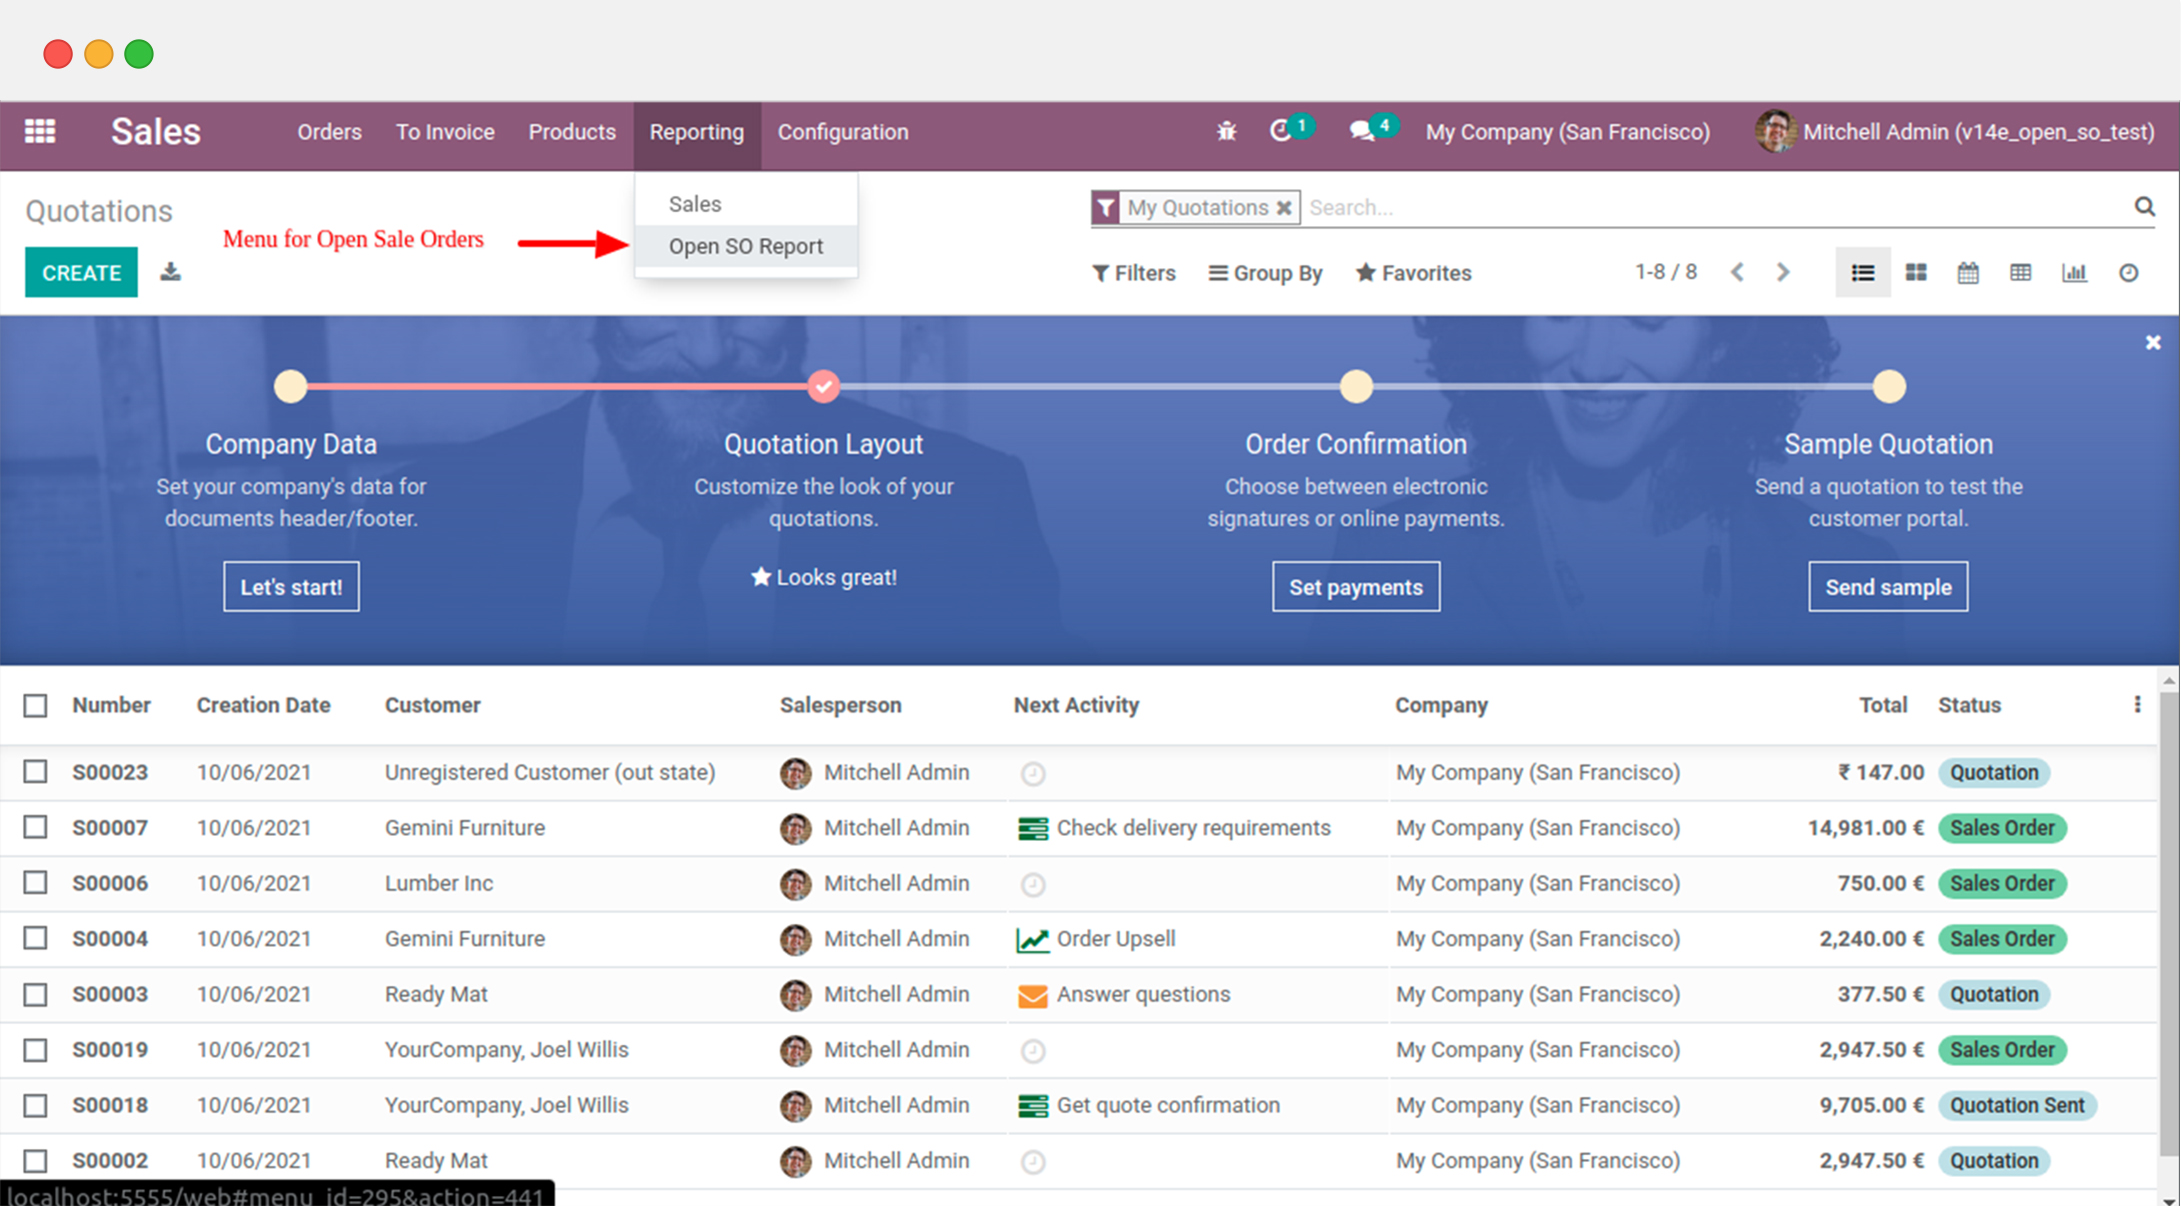 Sales Orders To Invoice Products Reporting Configuration 1 4 My Company (San Francisco) Mitchell Admin (v14e_open_so_test)
Quotations
Sales
My Quotations Search...
Menu for Open Sale Orders
Open SO Report
CREATE
Filters Group By Favorites 1-8 / 8
Company Data Quotation Layout Order Confirmation Sample Quotation
Set your company's data for Customize the look of your Choose between electronic Send a quotation to test the
documents header/footer. quotations. signatures or online payments. customer portal.
Let's start! Looks great! Set payments Send sample
Number Creation Date Customer Salesperson Next Activity Company Total Status
S00023 10/06/2021 Unregistered Customer (out state) Mitchell Admin My Company (San Francisco) ₹ 147.00 Quotation
S00007 10/06/2021 Gemini Furniture Mitchell Admin Check delivery requirements My Company (San Francisco) 14,981.00 € Sales Order
S00006 10/06/2021 Lumber Inc Mitchell Admin My Company (San Francisco) 750.00 € Sales Order
S00004 10/06/2021 Gemini Furniture Mitchell Admin Order Upsell My Company (San Francisco) 2,240.00 € Sales Order
S00003 10/06/2021 Ready Mat Mitchell Admin Answer questions My Company (San Francisco) 377.50 € Quotation
S00019 10/06/2021 YourCompany, Joel Willis Mitchell Admin My Company (San Francisco) 2,947.50 € Sales Order
S00018 10/06/2021 YourCompany, Joel Willis Mitchell Admin Get quote confirmation My Company (San Francisco) 9,705.00 € Quotation Sent
S00002 10/06/2021 Ready Mat Mitchell Admin My Company (San Francisco) 2,947.50 € Quotation
localhost:5555/web#menu_id=295&action=441